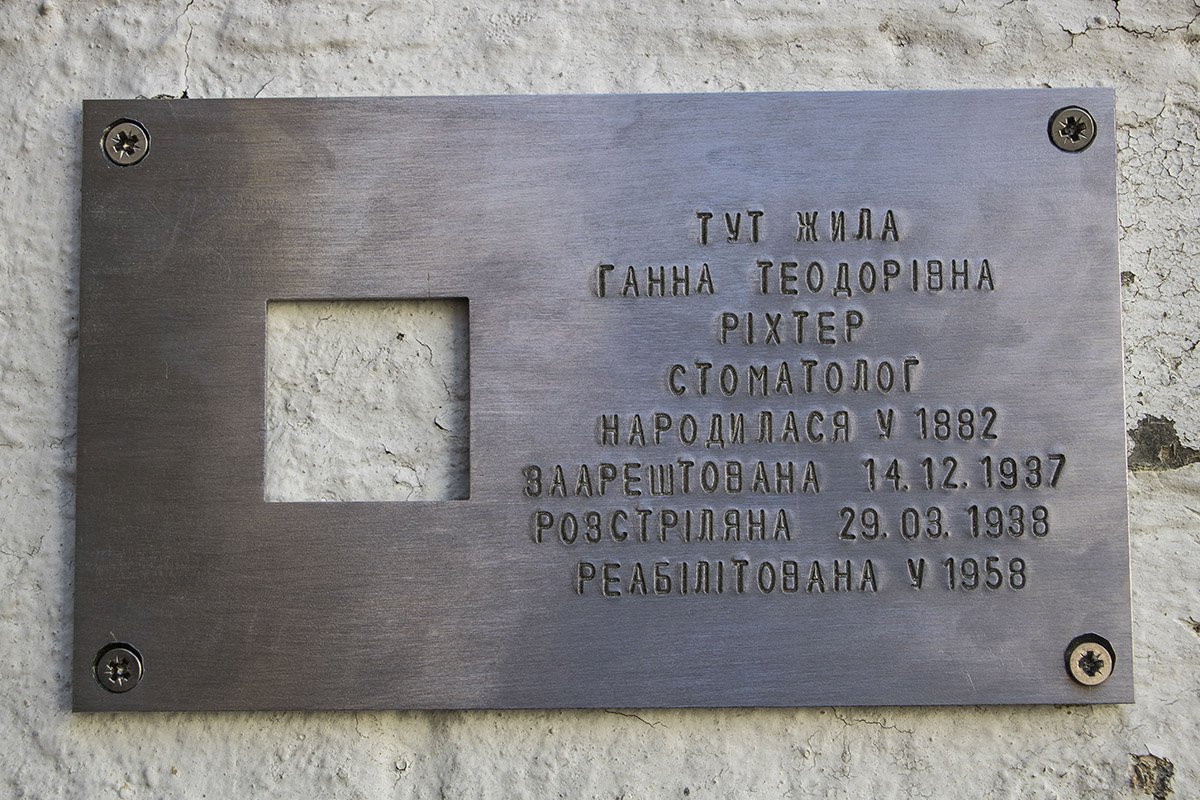 ТУТ ЖИЛА
ГАННА ТЕОДОРІВНА
РІХТЕР
СТОМАТОЛОГ
НАРОДИЛАСЯ У 1882
ЗААРЕШТОВАНА 14.12.1937
РОЗСТРІЛЯНА 29.03.1938
РЕАБІЛІТОВАНА У 1958